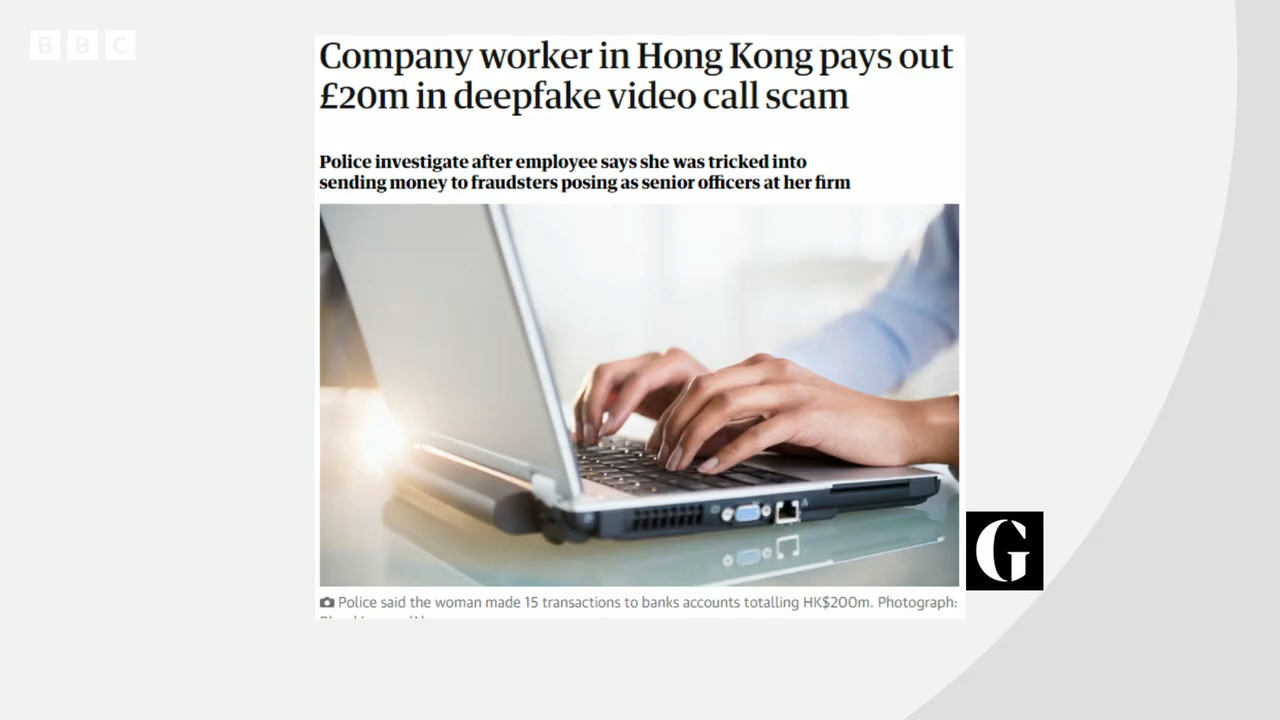 BBC
Company worker in Hong Kong pays out
£20m in deepfake video call scam
Police investigate after employee says she was tricked into
sending money to fraudsters posing as senior officers at her firm
Police said the woman made 15 transactions to banks accounts totalling HK$200m. Photograph:
G